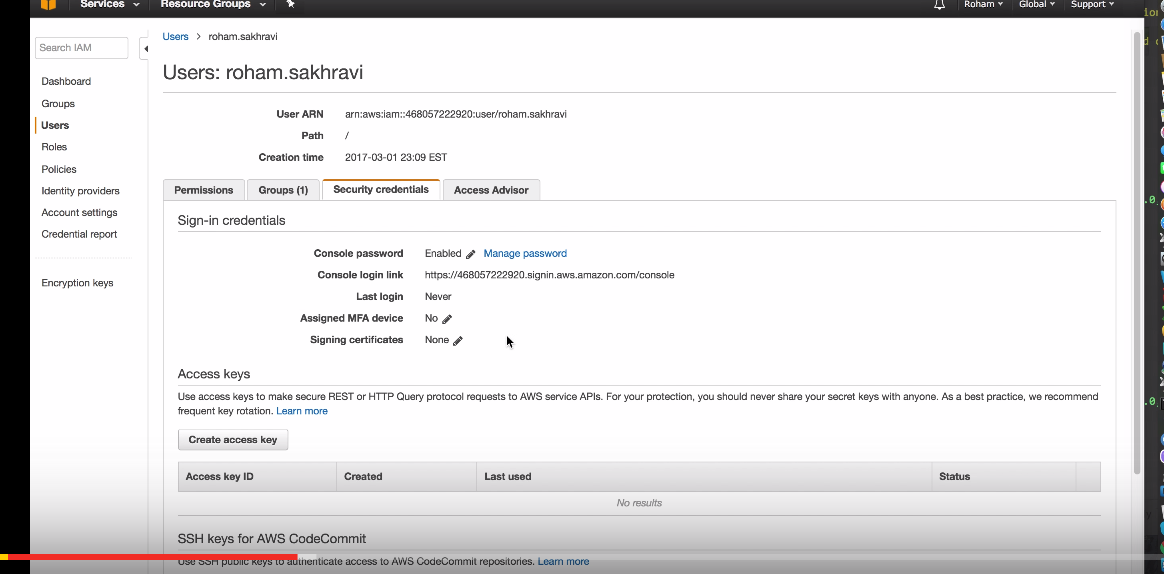 Services Resource Groups Roham Global Support
Search IAM
Users > roham.sakhravi
Dashboard
Groups
Users
Roles
Policies
Identity providers
Account settings
Credential report
Encryption keys
Users: roham.sakhravi
User ARN arn:aws:iam::468057222920:user/roham.sakhravi
Path /
Creation time 2017-03-01 23:09 EST
Permissions Groups (1) Security credentials Access Advisor
Sign-in credentials
Console password Enabled Manage password
Console login link https://468057222920.signin.aws.amazon.com/console
Last login Never
Assigned MFA device No
Signing certificates None
Access keys
Use access keys to make secure REST or HTTP Query protocol requests to AWS service APIs. For your protection, you should never share your secret keys with anyone. As a best practice, we recommend
frequent key rotation. Learn more
Create access key
Access key ID Created Last used Status
No results
SSH keys for AWS CodeCommit
Use SSH public keys to authenticate access to AWS CodeCommit repositories. Learn more